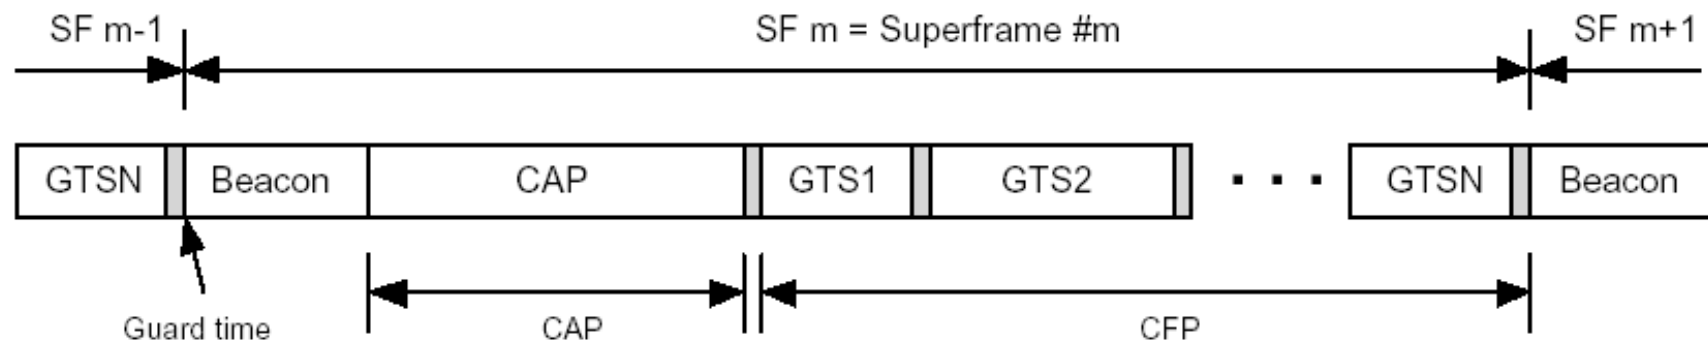 SF m-1 SF m = Superframe #m SF m+1
GTSN Beacon CAP GTS1 GTS2 . . . GTSN Beacon
Guard time CAP CFP